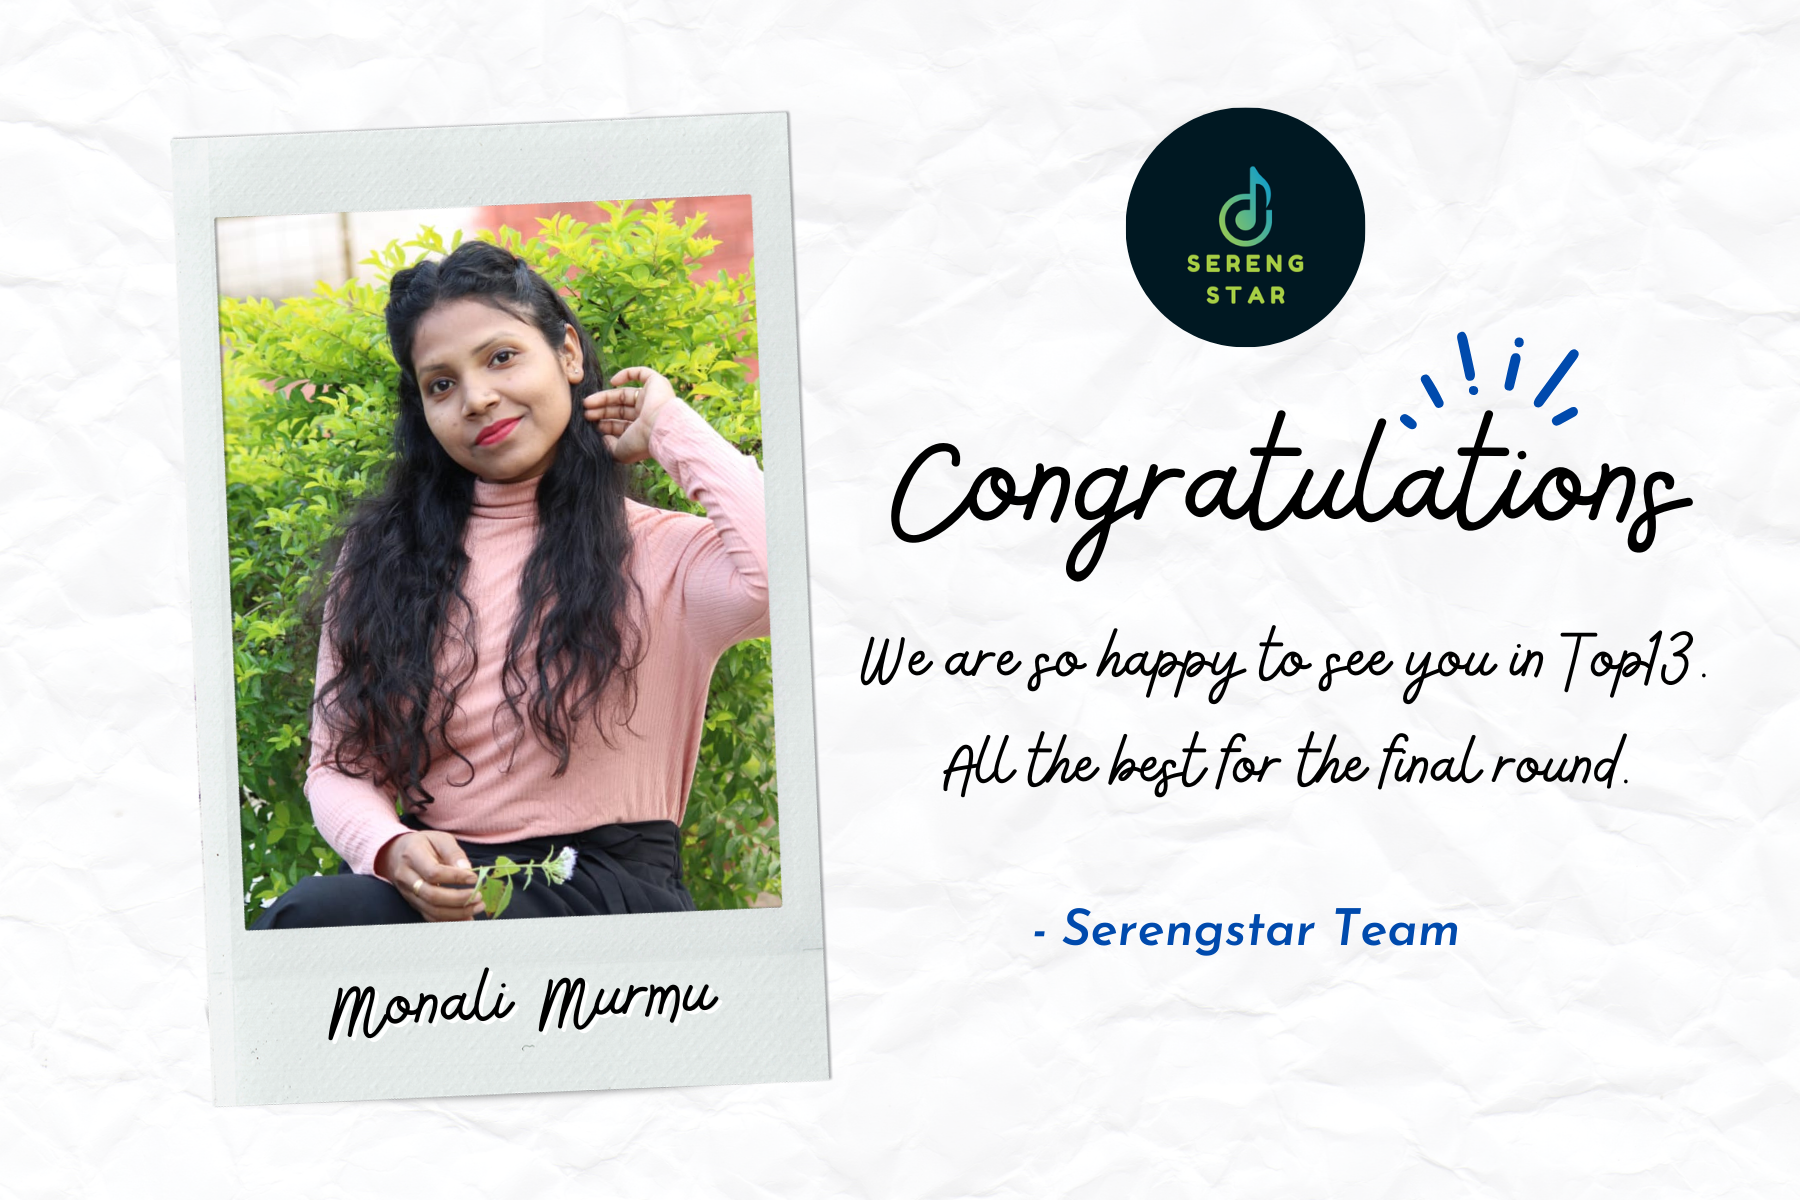 SERENG
STAR
Congratulations
We are so happy to see you in Top13.
All the best for the final round.
- Serengstar Team
Monali Murmu